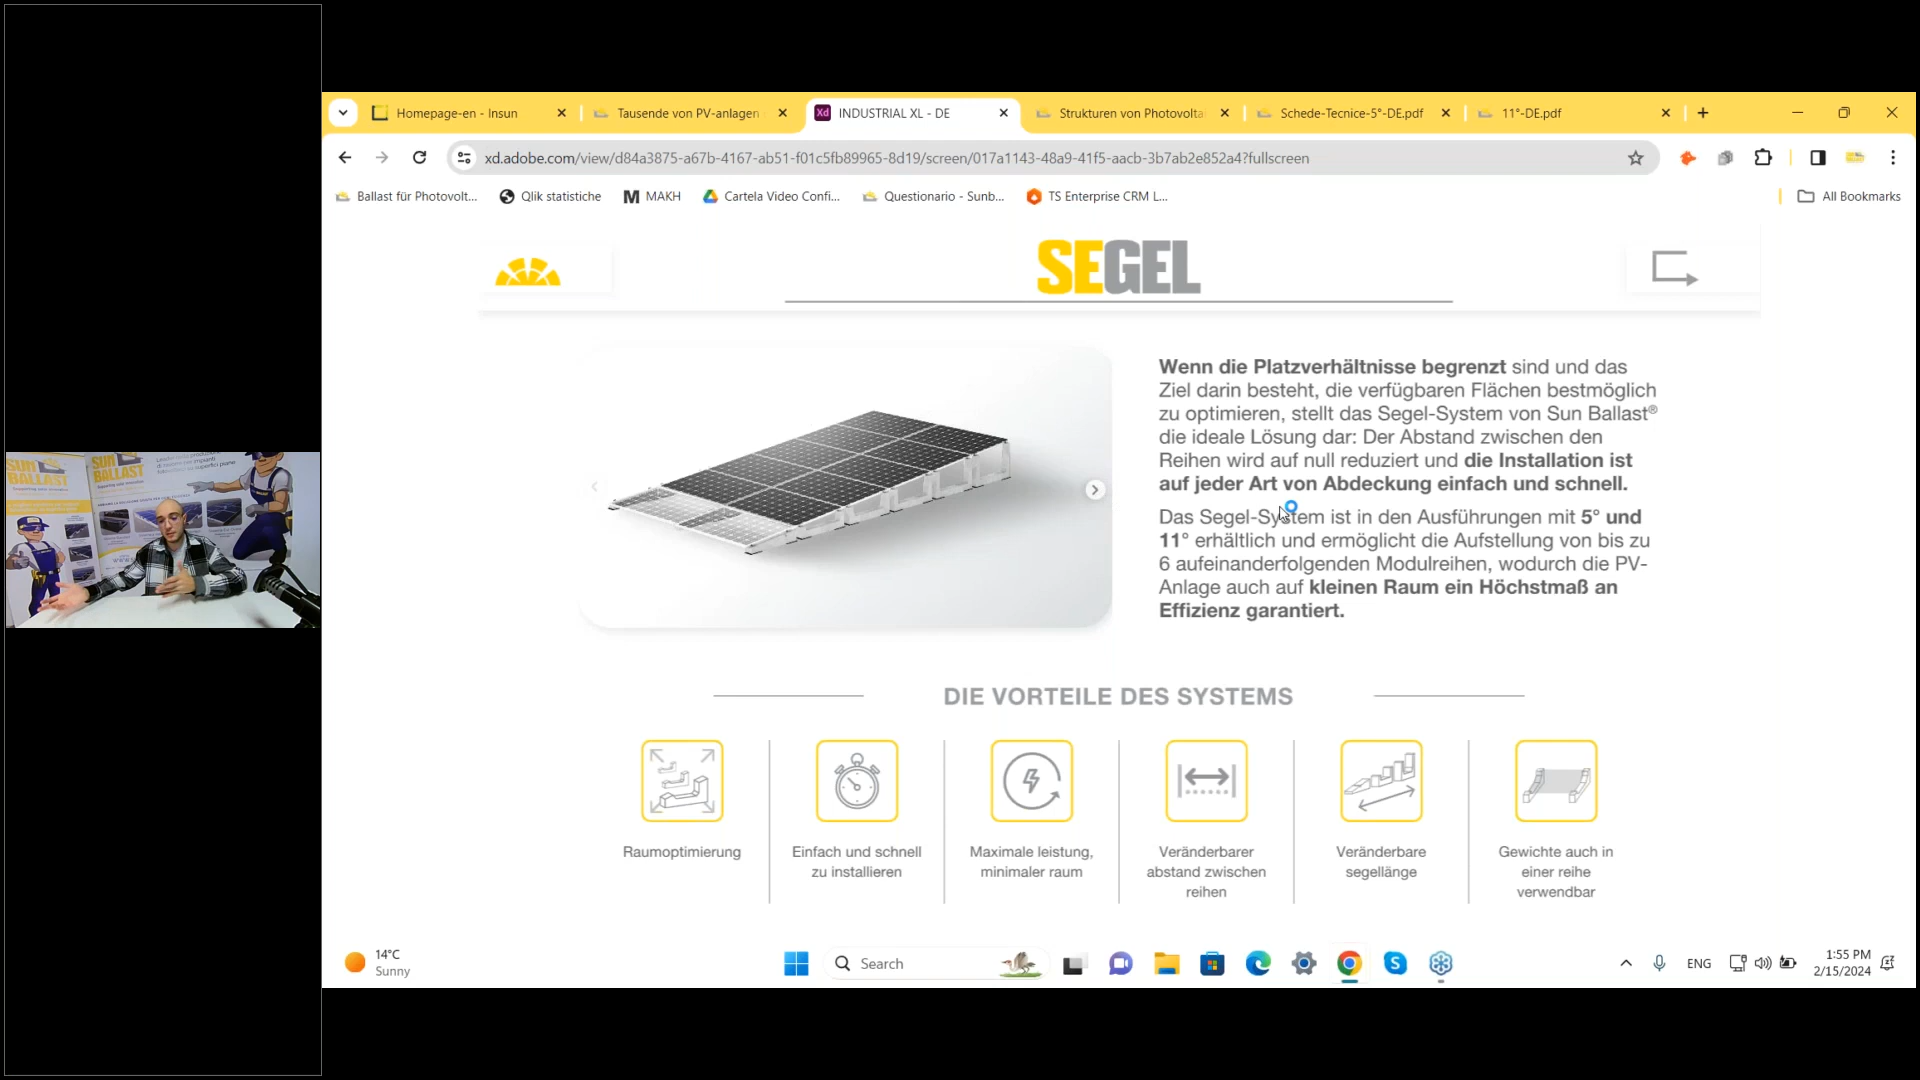 Homepage-en - Insun
Tausende von PV-anlagen
INDUSTRIAL XL - DE
Strukturen von Photovolta
Schede-Tecnice-5°-DE.pdf
11°-DE.pdf
xd.adobe.com/view/d84a3875-a67b-4167-ab51-f01c5fb89965-8d19/screen/017a1143-48a9-41f5-aacb-3b7ab2e852a4?fullscreen
Ballast für Photovolt...
Qlik statistiche
MAKH
Cartela Video Confi...
Questionario - Sunb...
TS Enterprise CRM L...
All Bookmarks
SEGEL
Wenn die Platzverhältnisse begrenzt sind und das
Ziel darin besteht, die verfügbaren Flächen bestmöglich
zu optimieren, stellt das Segel-System von Sun Ballast®
die ideale Lösung dar: Der Abstand zwischen den
Reihen wird auf null reduziert und die Installation ist
auf jeder Art von Abdeckung einfach und schnell.
Das Segel-System ist in den Ausführungen mit 5° und
11° erhältlich und ermöglicht die Aufstellung von bis zu
6 aufeinanderfolgenden Modulreihen, wodurch die PV-
Anlage auch auf kleinen Raum ein Höchstmaß an
Effizienz garantiert.
DIE VORTEILE DES SYSTEMS
Raumoptimierung
Einfach und schnell
zu installieren
Maximale leistung,
minimaler raum
Veränderbarer
abstand zwischen
reihen
Veränderbare
segellänge
Gewichte auch in
einer reihe
verwendbar
SUN
BALLAST
SUN
BALLAST
14°C
Sunny
Search
ENG
1:55 PM
2/15/2024